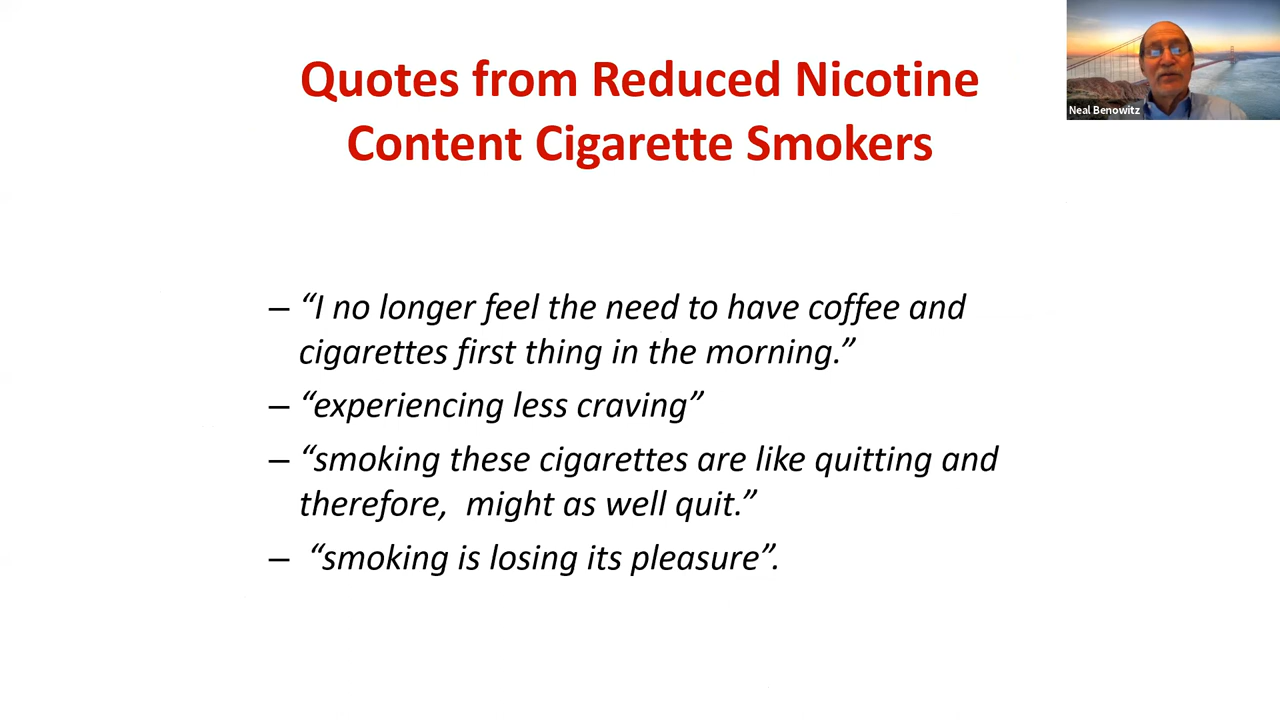 Quotes from Reduced Nicotine
Content Cigarette Smokers
Neal Benowitz
– “I no longer feel the need to have coffee and
cigarettes first thing in the morning.”
– “experiencing less craving”
– “smoking these cigarettes are like quitting and
therefore,  might as well quit.”
– “smoking is losing its pleasure”.